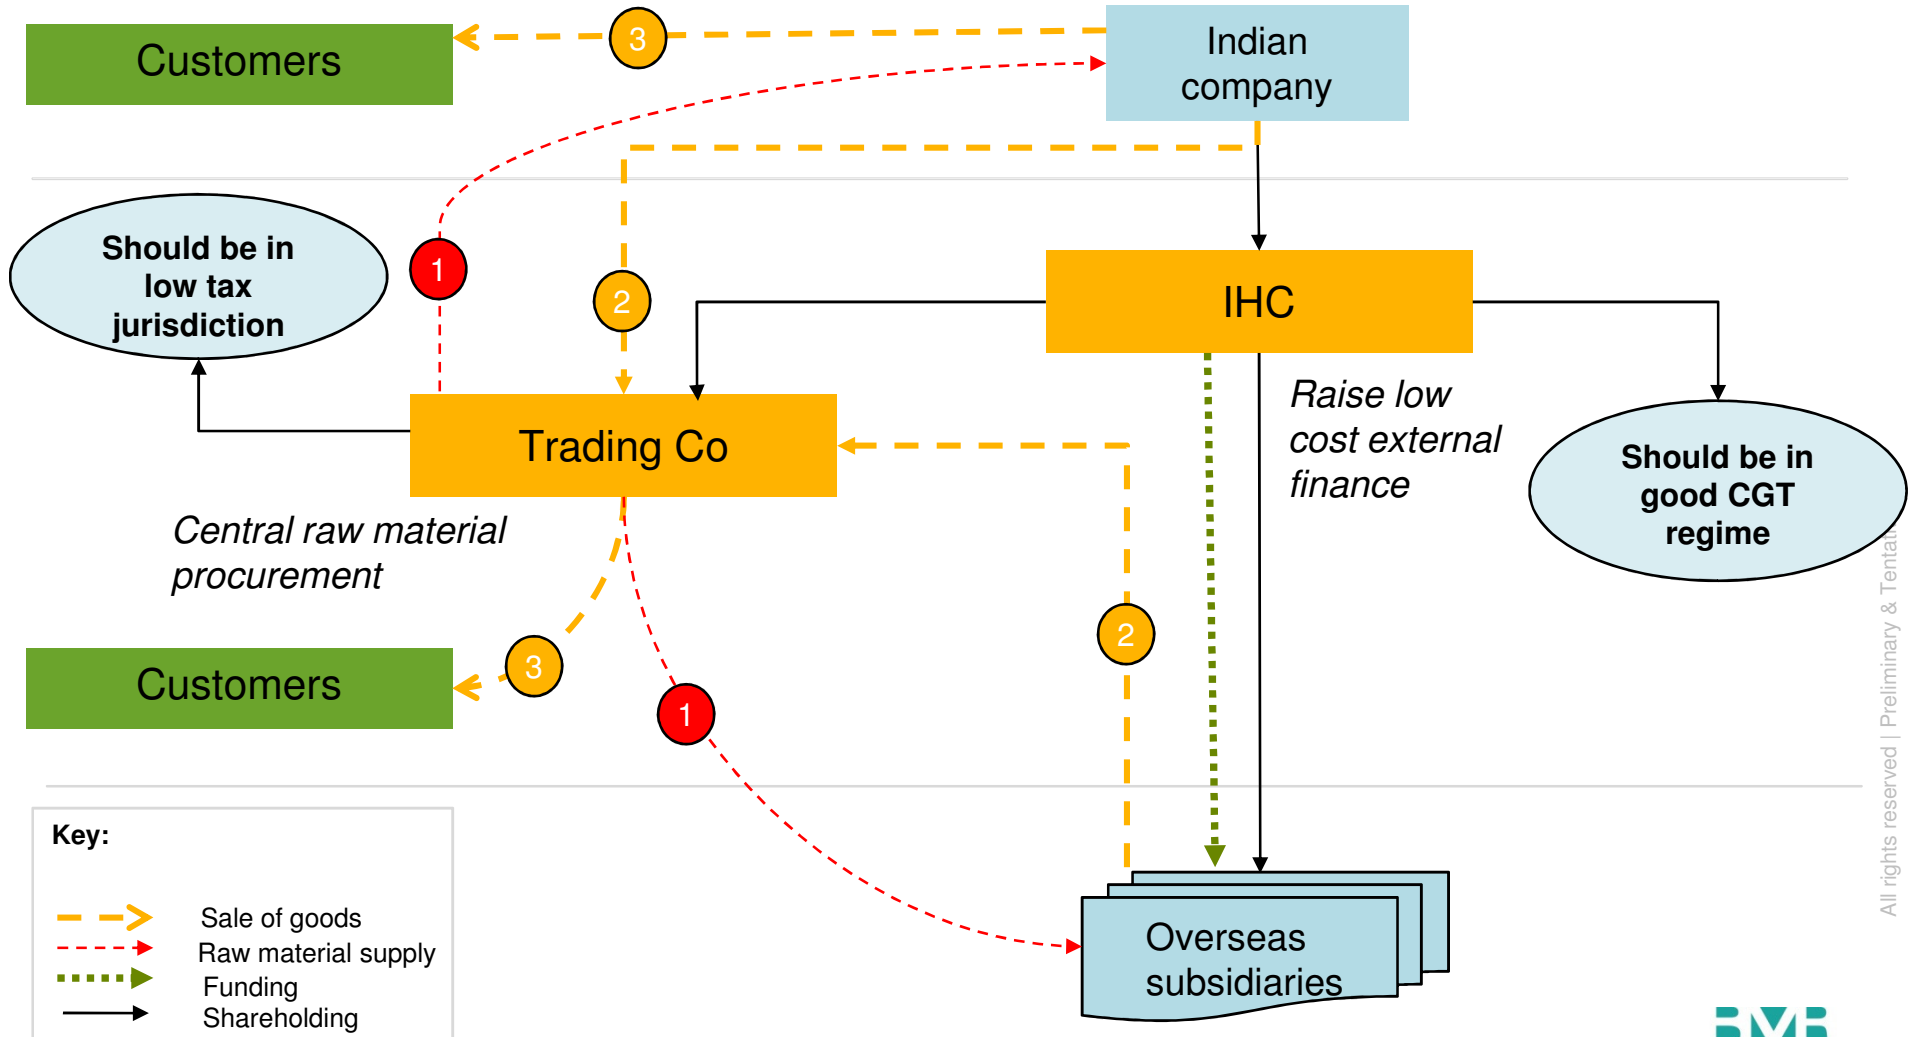 Customers
3
Indian
company
Should be in
low tax
jurisdiction
1
2
IHC
Trading Co
Raise low
cost external
finance
Should be in
good CGT
regime
Central raw material
procurement
Customers
3
1
2
All rights reserved | Preliminary &
Key:
Sale of goods
Raw material supply
Funding
Shareholding
Overseas
subsidiaries